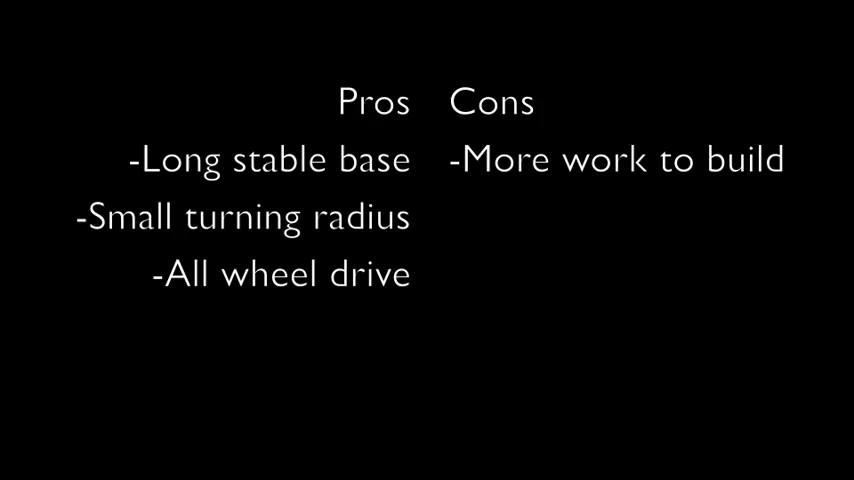 Pros Cons
-Long stable base -More work to build
-Small turning radius
-All wheel drive